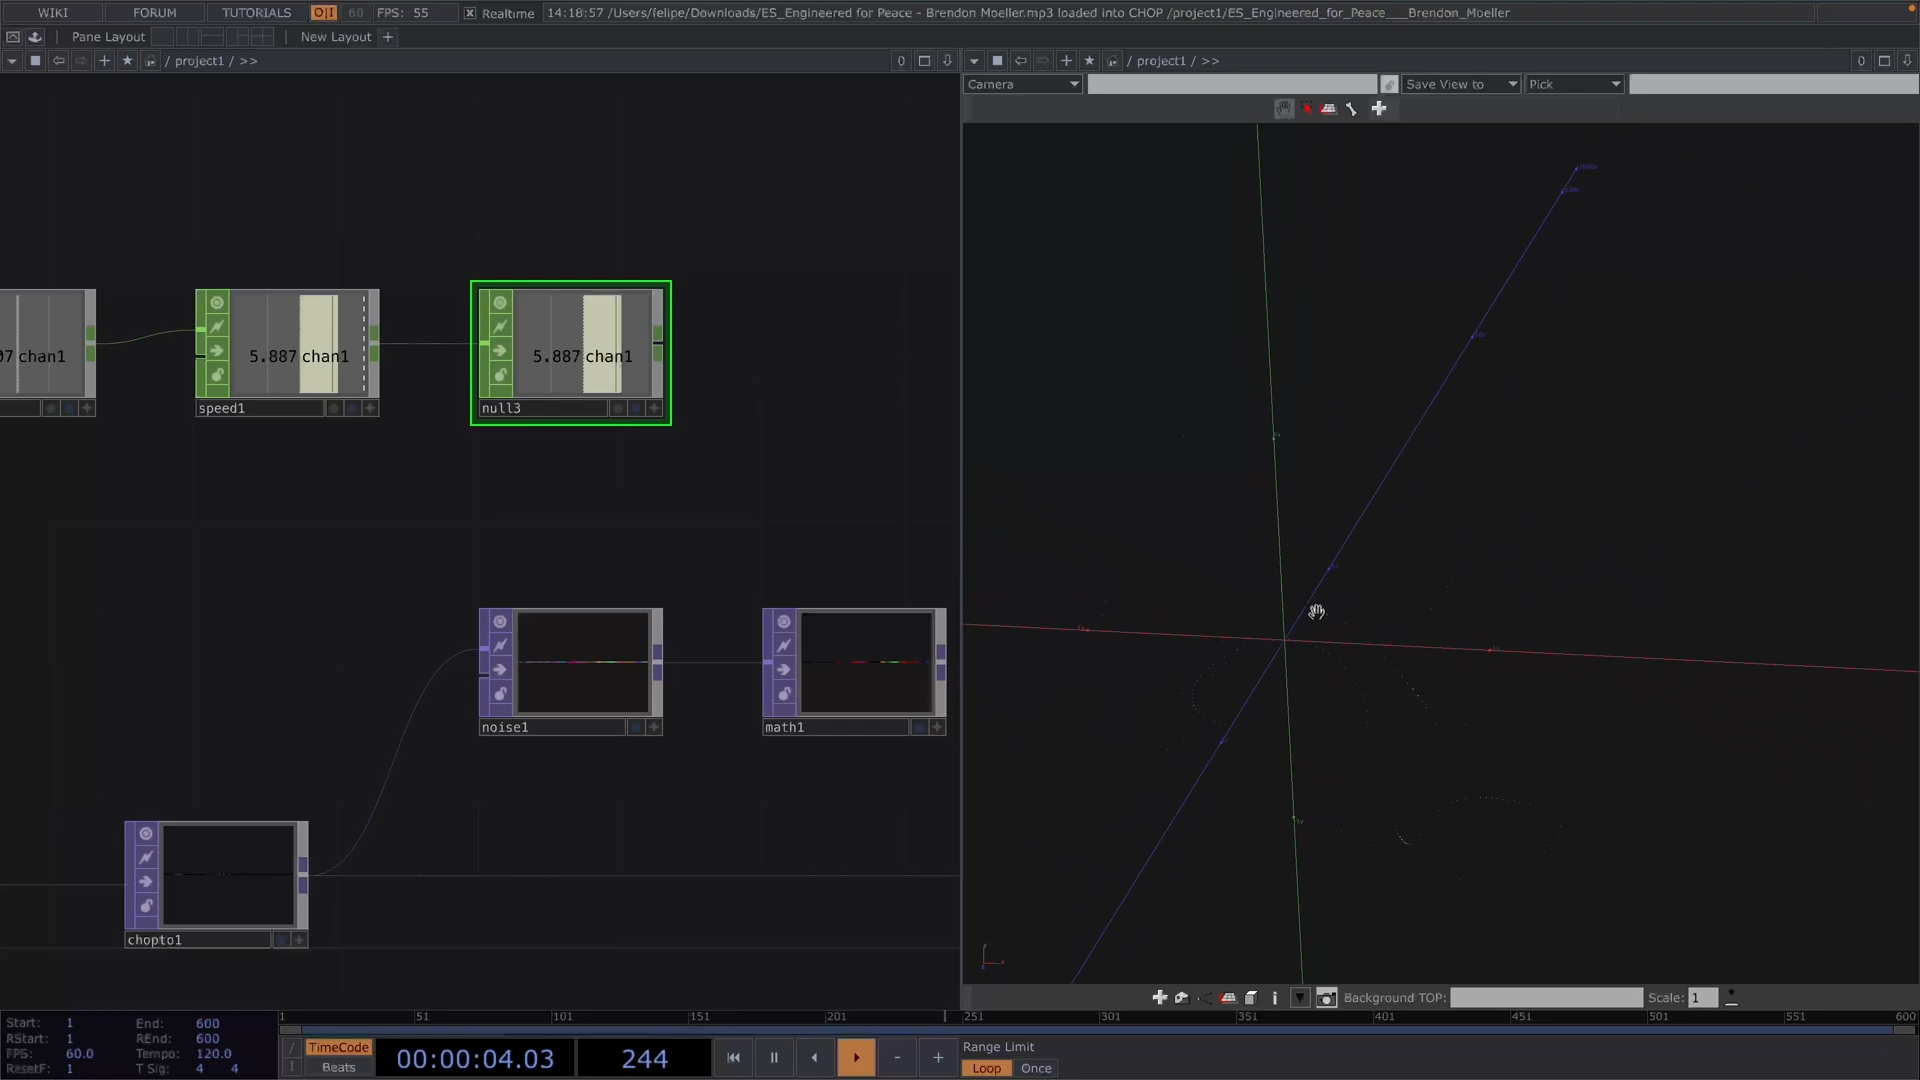 WIKI FORUM TUTORIALS O|I 60 FPS: 55 Realtime 14:18:57 /Users/felipe/Downloads/ES_Engineered for Peace - Brendon Moeller.mp3 loaded into CHOP /project1/ES_Engineered_for_Peace___Brendon_Moeller
Pane Layout New Layout +
/ project1 / >> 0
/ project1 / >> 0
Camera Save View to Pick
07 chan1
5.887 chan1
5.887 chan1
speed1
null3
noise1
math1
chopto1
Background TOP: Scale: 1
1 51 101 151 201 251 301 351 401 451 501 551 600
Start: 1 End: 600
RStart: 1 REnd: 600
FPS: 60.0 Tempo: 120.0
ResetF: 1 T Sig: 4 4
TimeCode
Beats
00:00:04.03
244
- +
Range Limit
Loop Once